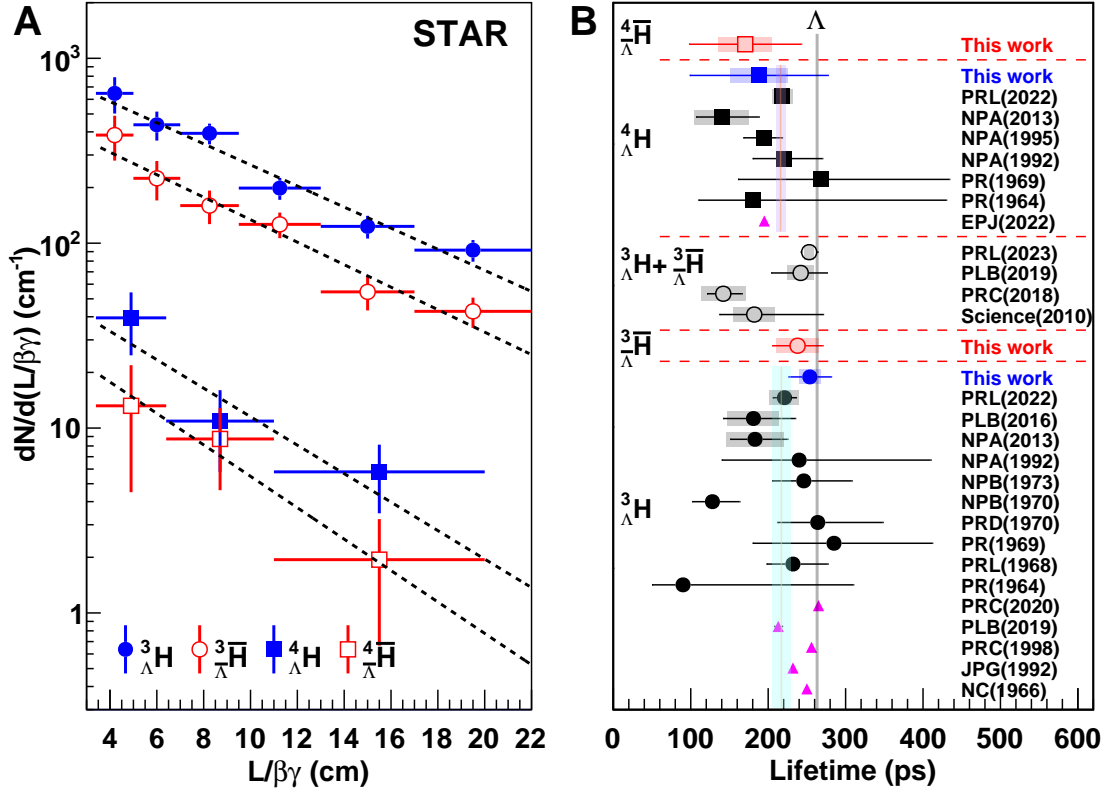 A
STAR
dN/d(L/βγ) (cm⁻¹)
10³
10²
10
1
³ΛH
³Λ̅H̅
⁴ΛH
⁴Λ̅H̅
4 6 8 10 12 14 16 18 20 22
L/βγ (cm)
B
Λ
⁴Λ̅H̅
This work
⁴ΛH
This work
PRL(2022)
NPA(2013)
NPA(1995)
NPA(1992)
PR(1969)
PR(1964)
EPJ(2022)
³ΛH + ³Λ̅H̅
PRL(2023)
PLB(2019)
PRC(2018)
Science(2010)
³Λ̅H̅
This work
³ΛH
This work
PRL(2022)
PLB(2016)
NPA(2013)
NPA(1992)
NPB(1973)
NPB(1970)
PRD(1970)
PR(1969)
PRL(1968)
PR(1964)
PRC(2020)
PLB(2019)
PRC(1998)
JPG(1992)
NC(1966)
0 100 200 300 400 500 600
Lifetime (ps)